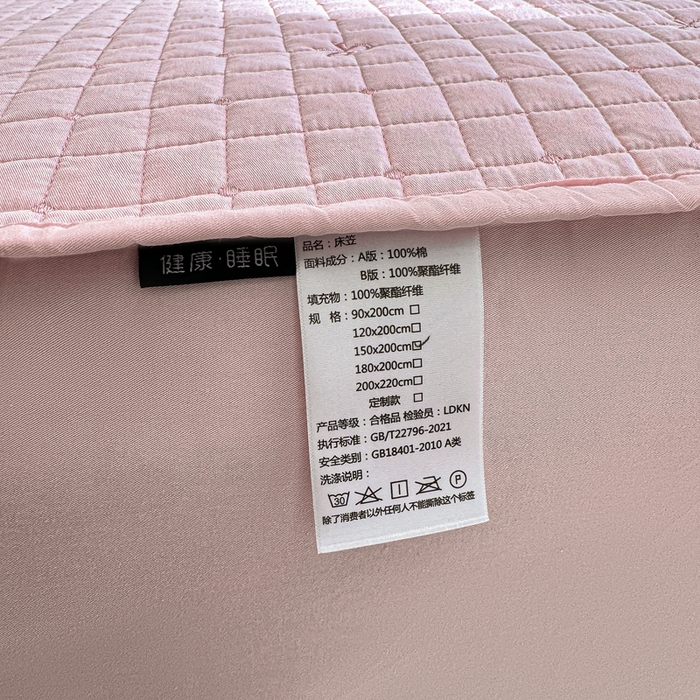 健康·睡眠
品名：床笠
面料成分：A版：100%棉
B版：100%聚酯纤维
填充物：100%聚酯纤维
规 格：90x200cm □
120x200cm□
150x200cm☑
180x200cm□
200x220cm□
定制款 □
产品等级：合格品 检验员：LDKN
执行标准：GB/T22796-2021
安全类别：GB18401-2010 A类
洗涤说明：
30 P
除了消费者以外任何人不能撕除这个标签